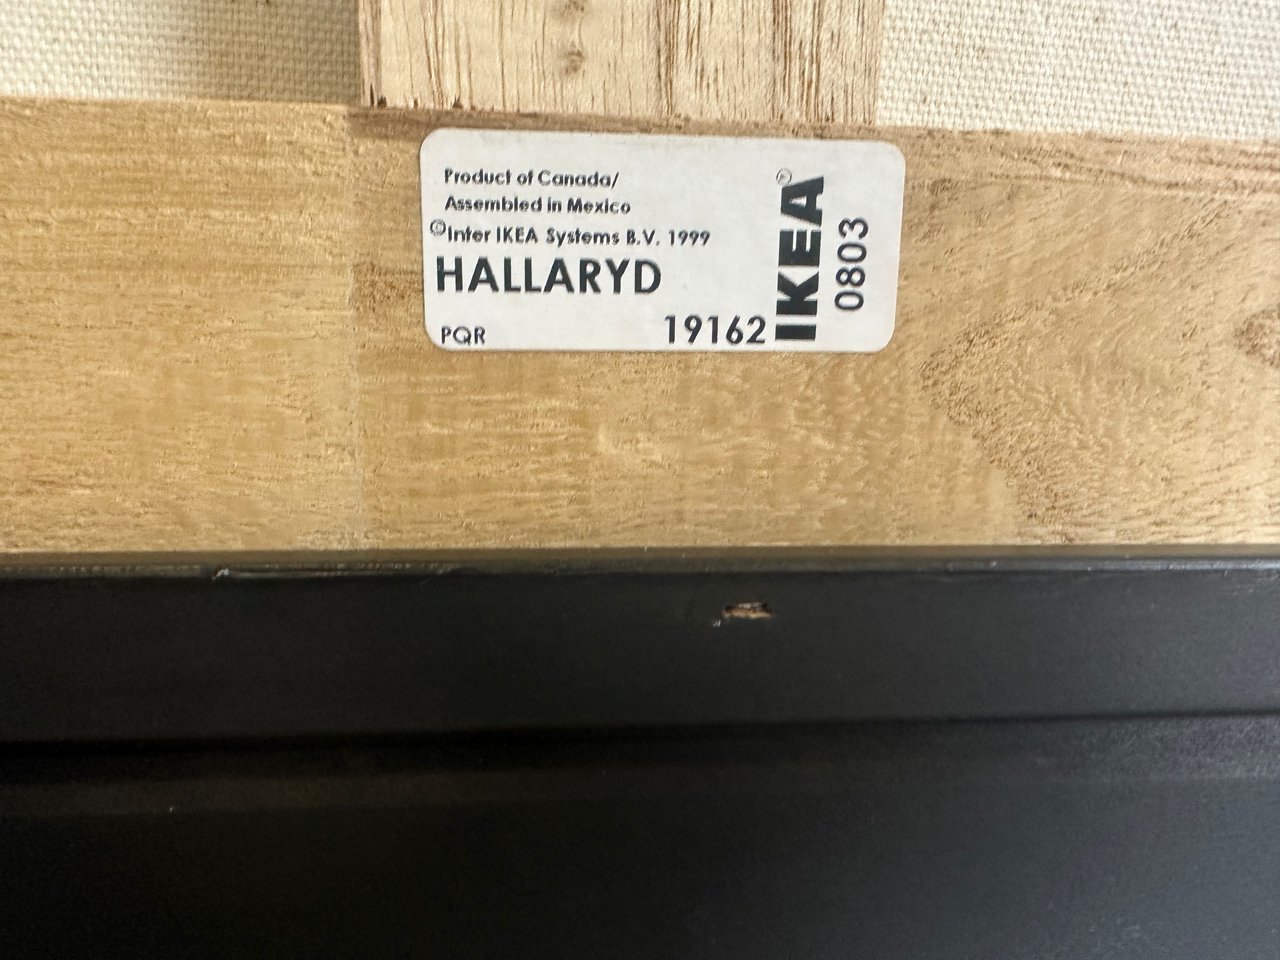 Product of Canada/
Assembled in Mexico
©Inter IKEA Systems B.V. 1999
HALLARYD
PQR
19162
IKEA®
0803